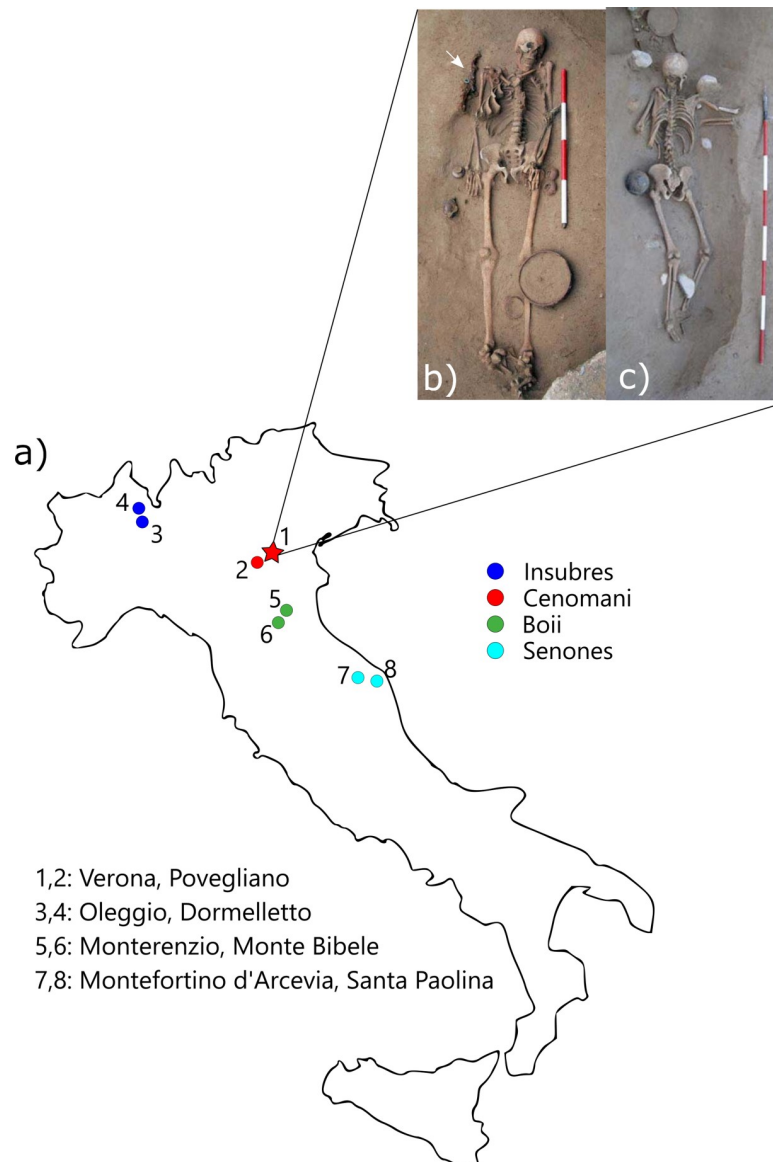 b)
c)
a)
4
3
1
2
5
6
7
8
Insubres
Cenomani
Boii
Senones
1,2: Verona, Povegliano
3,4: Oleggio, Dormelletto
5,6: Monterenzio, Monte Bibele
7,8: Montefortino d'Arcevia, Santa Paolina